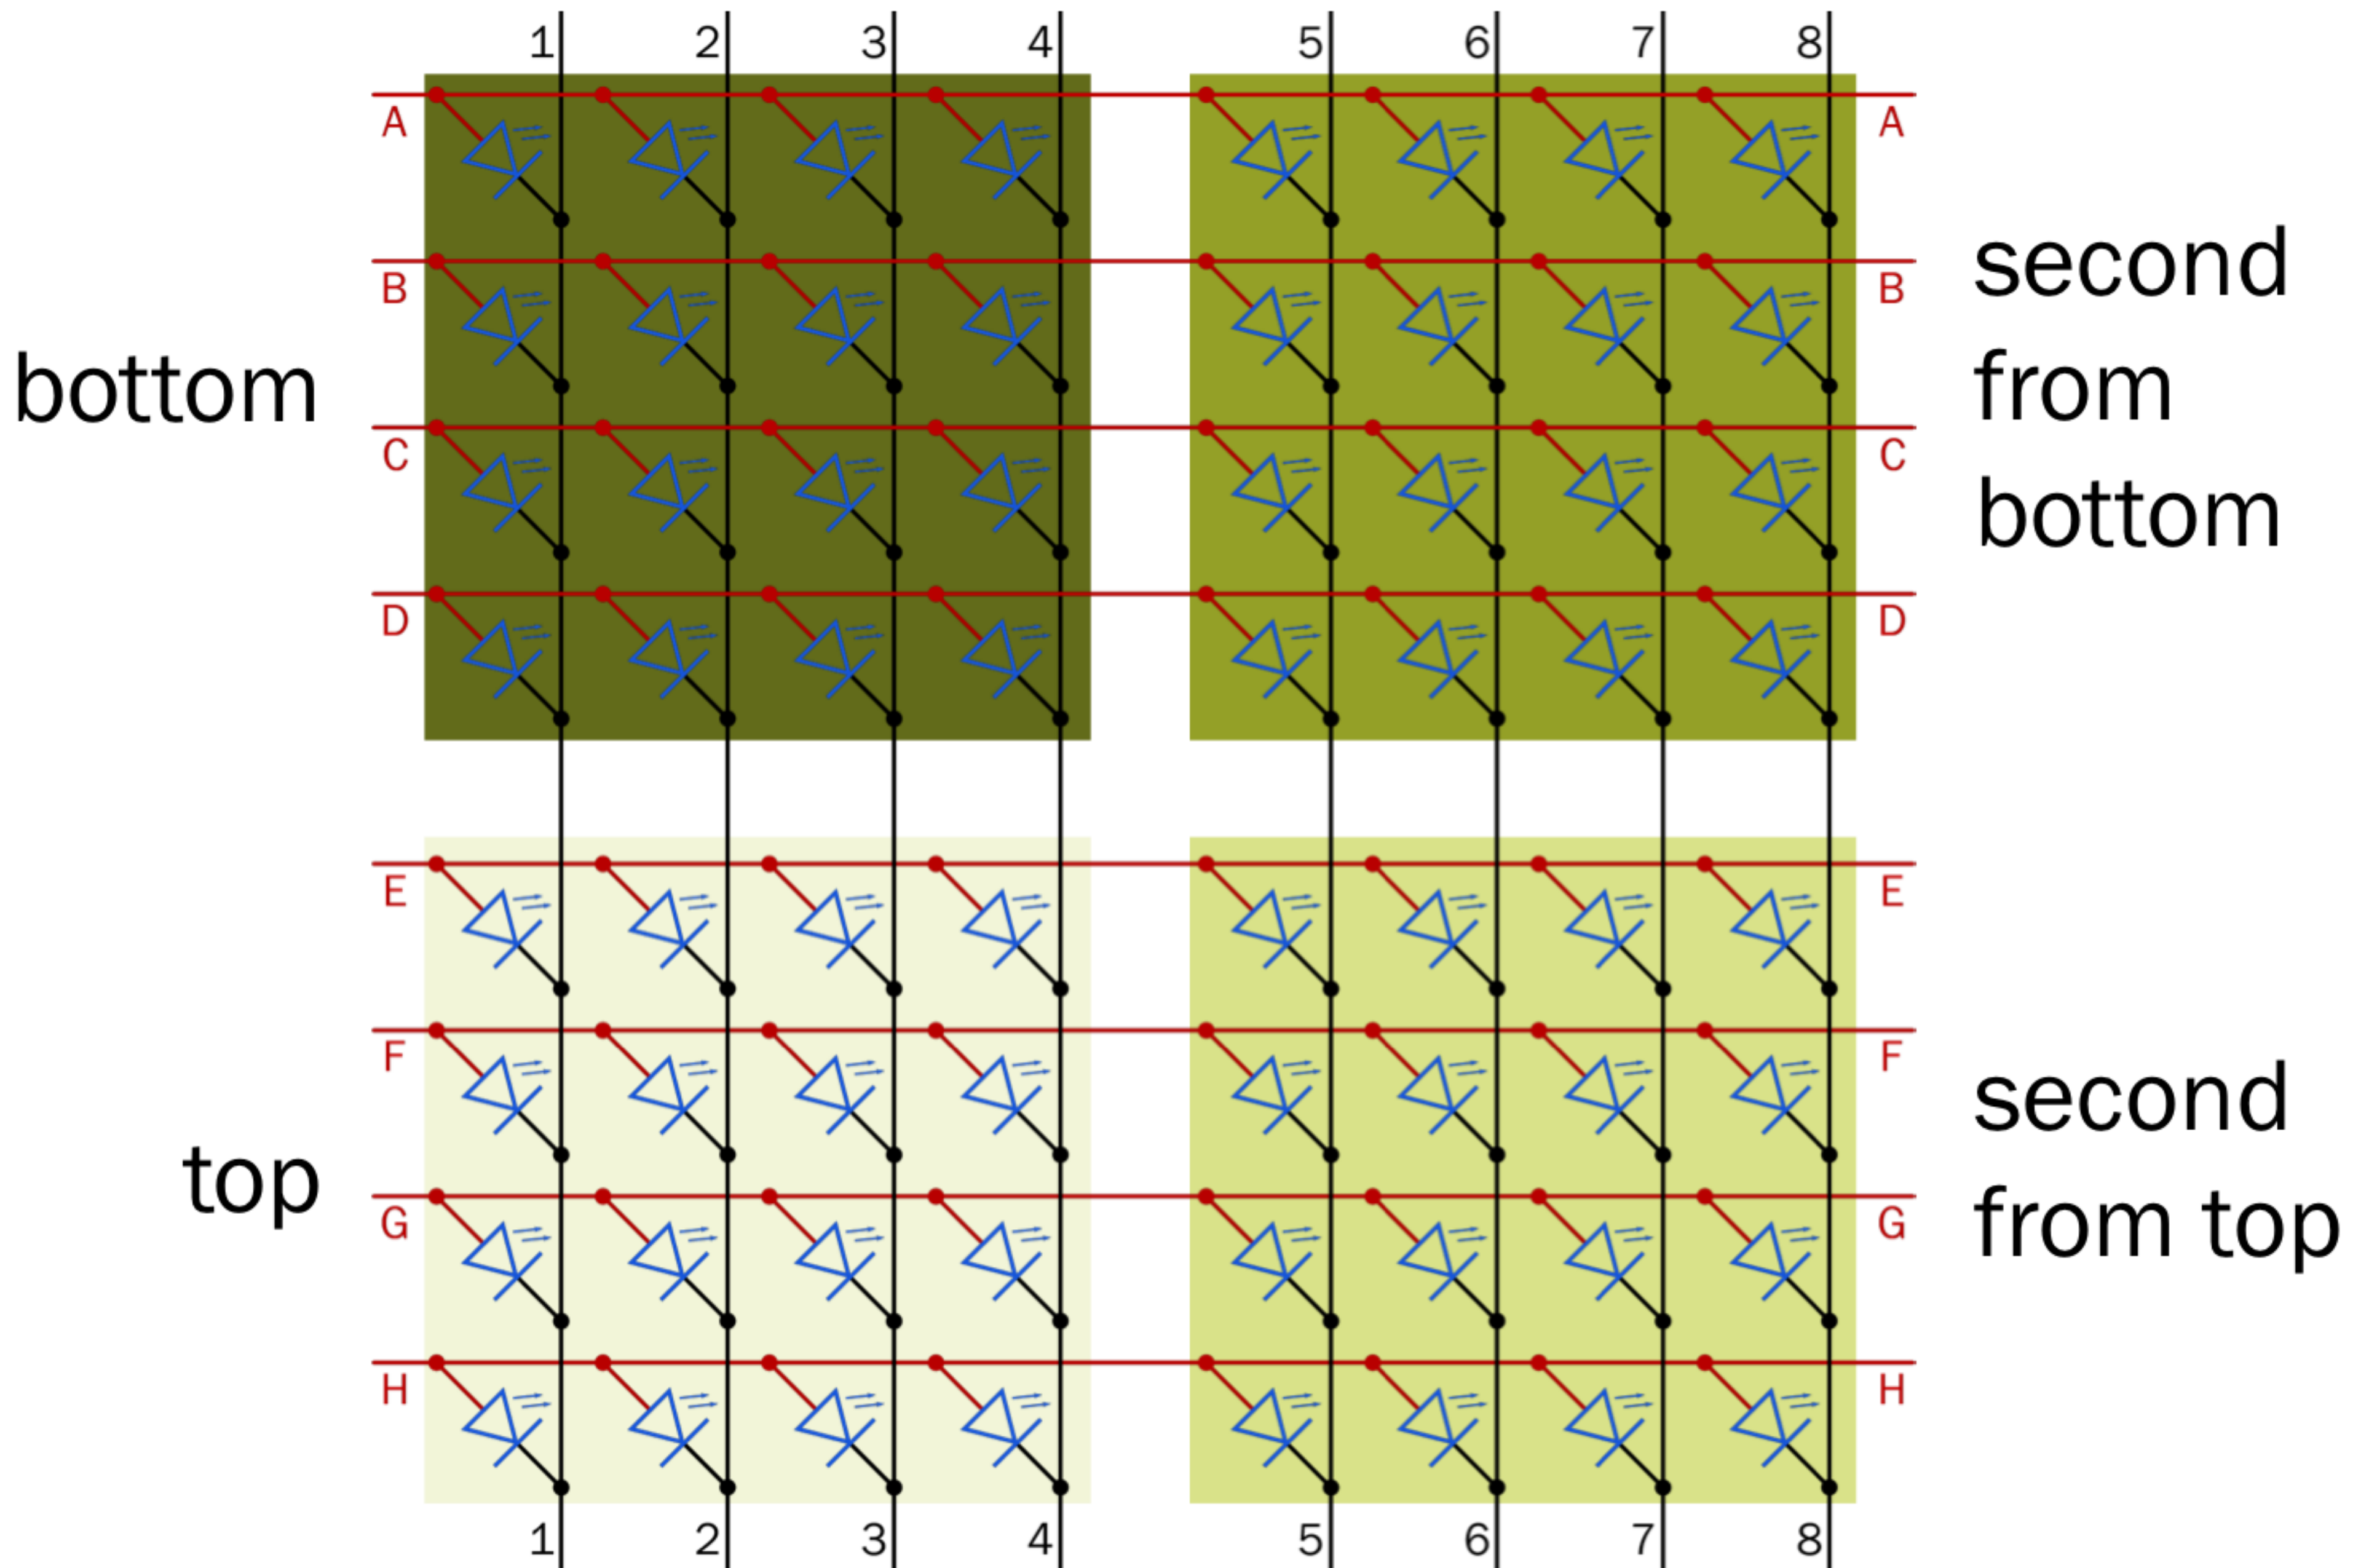 1 2 3 4 5 6 7 8
A A
B B
C C
D D
bottom
second
from
bottom
E E
F F
G G
H H
top
second
from top
1 2 3 4 5 6 7 8